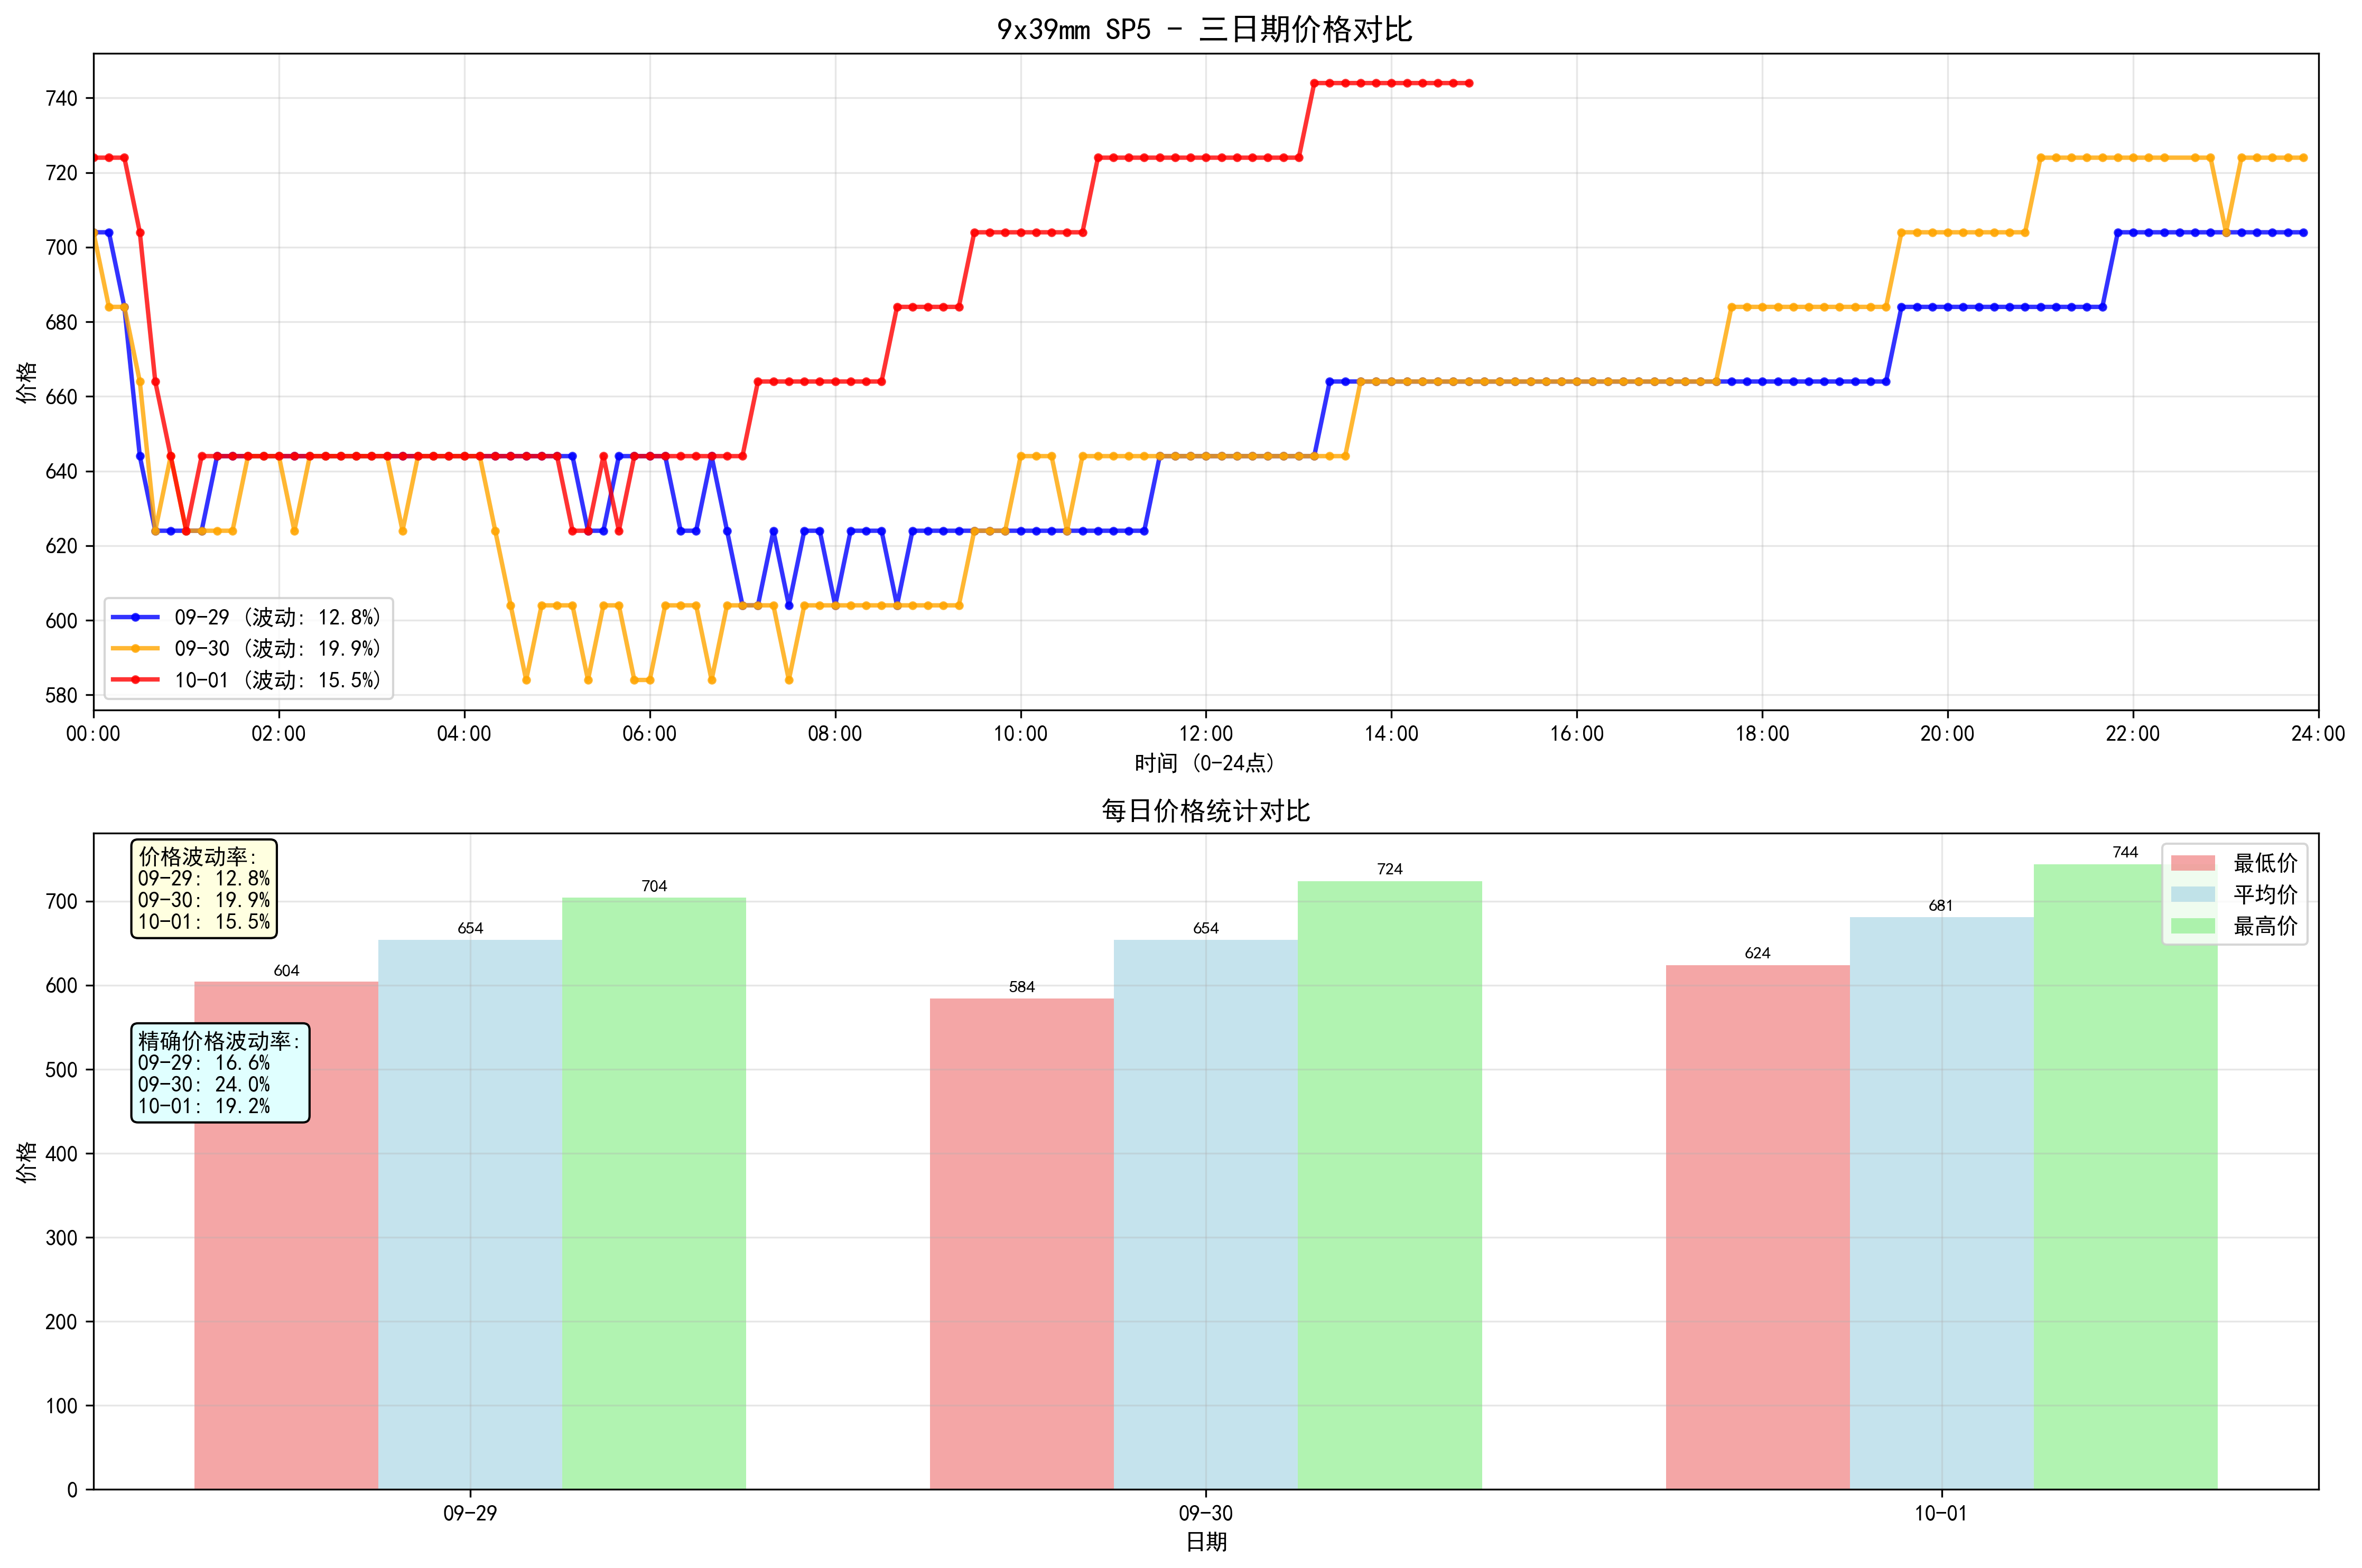 9x39mm SP5 - 三日期价格对比
740
720
700
680
660
640
620
600
580
价格
09-29 (波动: 12.8%)
09-30 (波动: 19.9%)
10-01 (波动: 15.5%)
00:00 02:00 04:00 06:00 08:00 10:00 12:00 14:00 16:00 18:00 20:00 22:00 24:00
时间 (0-24点)
每日价格统计对比
价格波动率:
09-29: 12.8%
09-30: 19.9%
10-01: 15.5%
精确价格波动率:
09-29: 16.6%
09-30: 24.0%
10-01: 19.2%
最低价
平均价
最高价
604 654 704
584 654 724
624 681 744
700
600
500
400
300
200
100
0
价格
09-29 09-30 10-01
日期